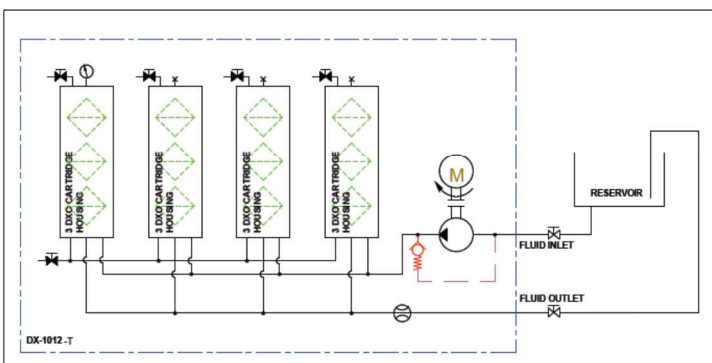 3 DXO CARTRIDGE
HOUSING
3 DXO CARTRIDGE
HOUSING
3 DXO CARTRIDGE
HOUSING
3 DXO CARTRIDGE
HOUSING
M
RESERVOIR
FLUID INLET
FLUID OUTLET
DX-1012-T